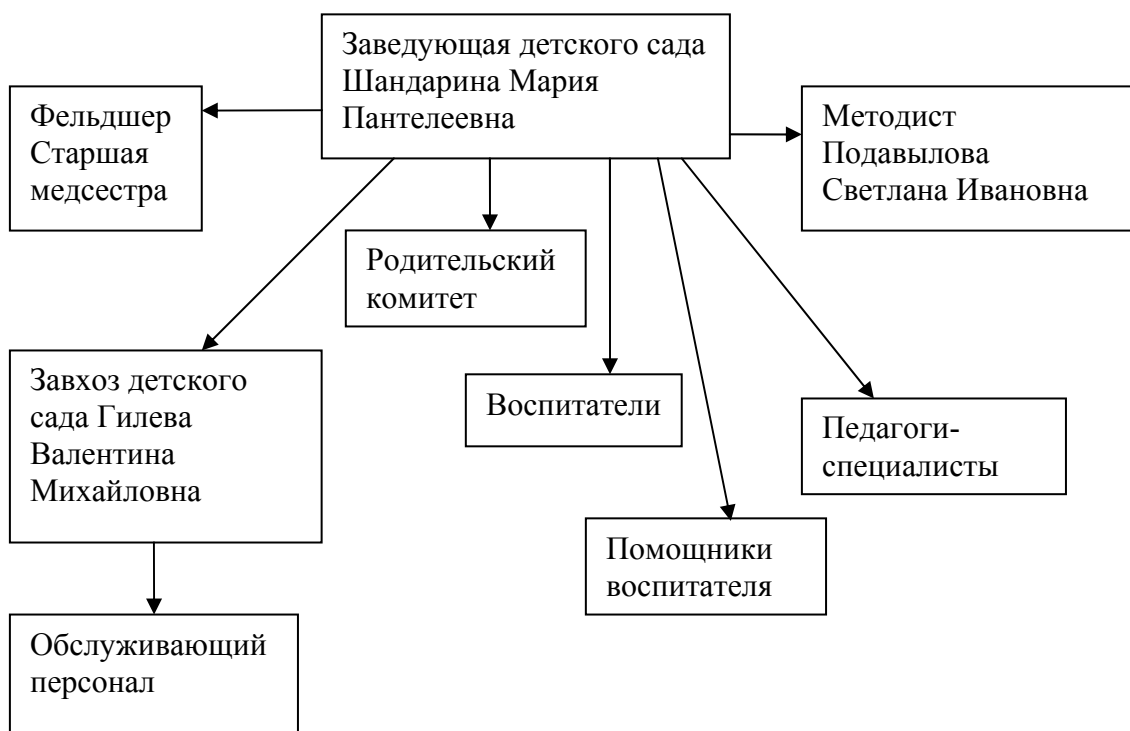 Заведующая детского сада
Шандарина Мария
Пантелеевна
Фельдшер
Старшая
медсестра
Методист
Подавылова
Светлана Ивановна
Родительский
комитет
Завхоз детского
сада Гилева
Валентина
Михайловна
Воспитатели
Педагоги-
специалисты
Помощники
воспитателя
Обслуживающий
персонал